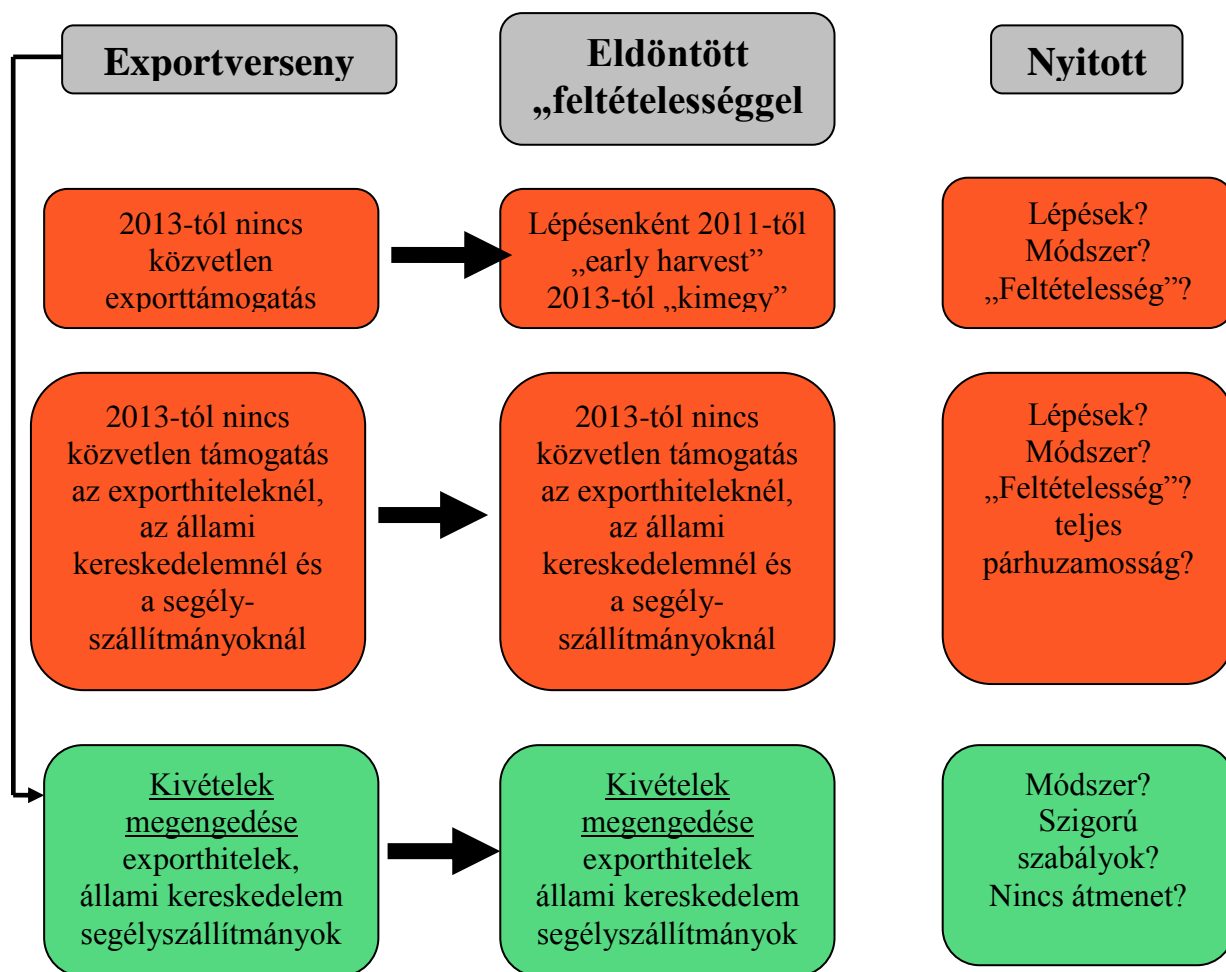 Exportverseny
Eldöntött
„feltételességgel
Nyitott
2013-tól nincs
közvetlen
exporttámogatás
Lépésenként 2011-től
„early harvest”
2013-tól „kimegy”
Lépések?
Módszer?
„Feltételesség”?
2013-tól nincs
közvetlen támogatás
az exporthiteleknél,
az állami
kereskedelemnél és
a segély-
szállítmányoknál
2013-tól nincs
közvetlen támogatás
az exporthiteleknél,
az állami
kereskedelemnél és
a segély-
szállítmányoknál
Lépések?
Módszer?
„Feltételesség”?
teljes
párhuzamosság?
Kivételek
megengedése
exporthitelek,
állami kereskedelem
segélyszállítmányok
Kivételek
megengedése
exporthitelek
állami kereskedelem
segélyszállítmányok
Módszer?
Szigorú
szabályok?
Nincs átmenet?